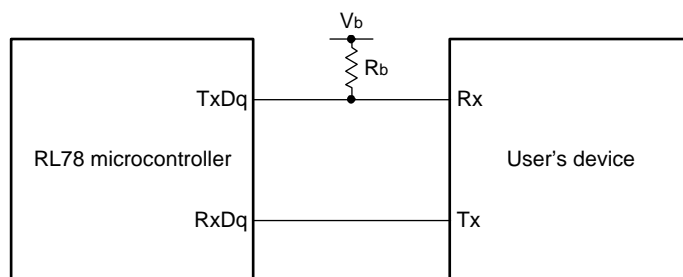 Vb
Rb
TxDq
Rx
RL78 microcontroller
User's device
RxDq
Tx